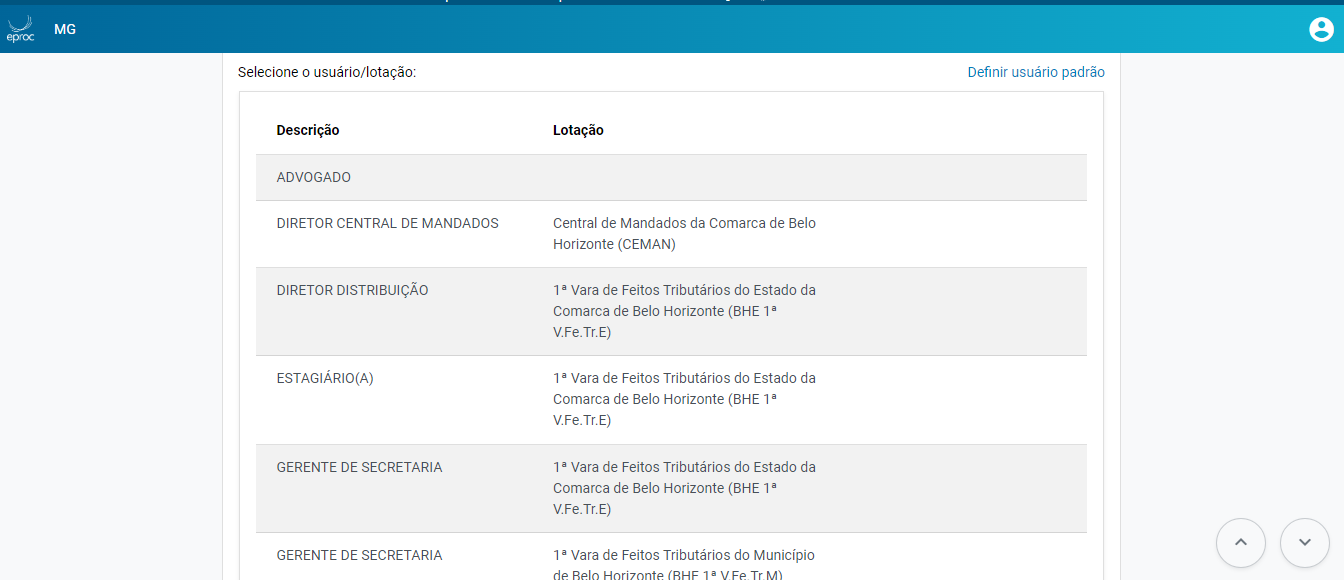 eproc
MG
Selecione o usuário/lotação:
Definir usuário padrão
Descrição
Lotação
ADVOGADO
DIRETOR CENTRAL DE MANDADOS
Central de Mandados da Comarca de Belo
Horizonte (CEMAN)
DIRETOR DISTRIBUIÇÃO
1ª Vara de Feitos Tributários do Estado da
Comarca de Belo Horizonte (BHE 1ª
V.Fe.Tr.E)
ESTAGIÁRIO(A)
1ª Vara de Feitos Tributários do Estado da
Comarca de Belo Horizonte (BHE 1ª
V.Fe.Tr.E)
GERENTE DE SECRETARIA
1ª Vara de Feitos Tributários do Estado da
Comarca de Belo Horizonte (BHE 1ª
V.Fe.Tr.E)
GERENTE DE SECRETARIA
1ª Vara de Feitos Tributários do Município
de Belo Horizonte (BHE 1ª V.Fe.Tr.M)